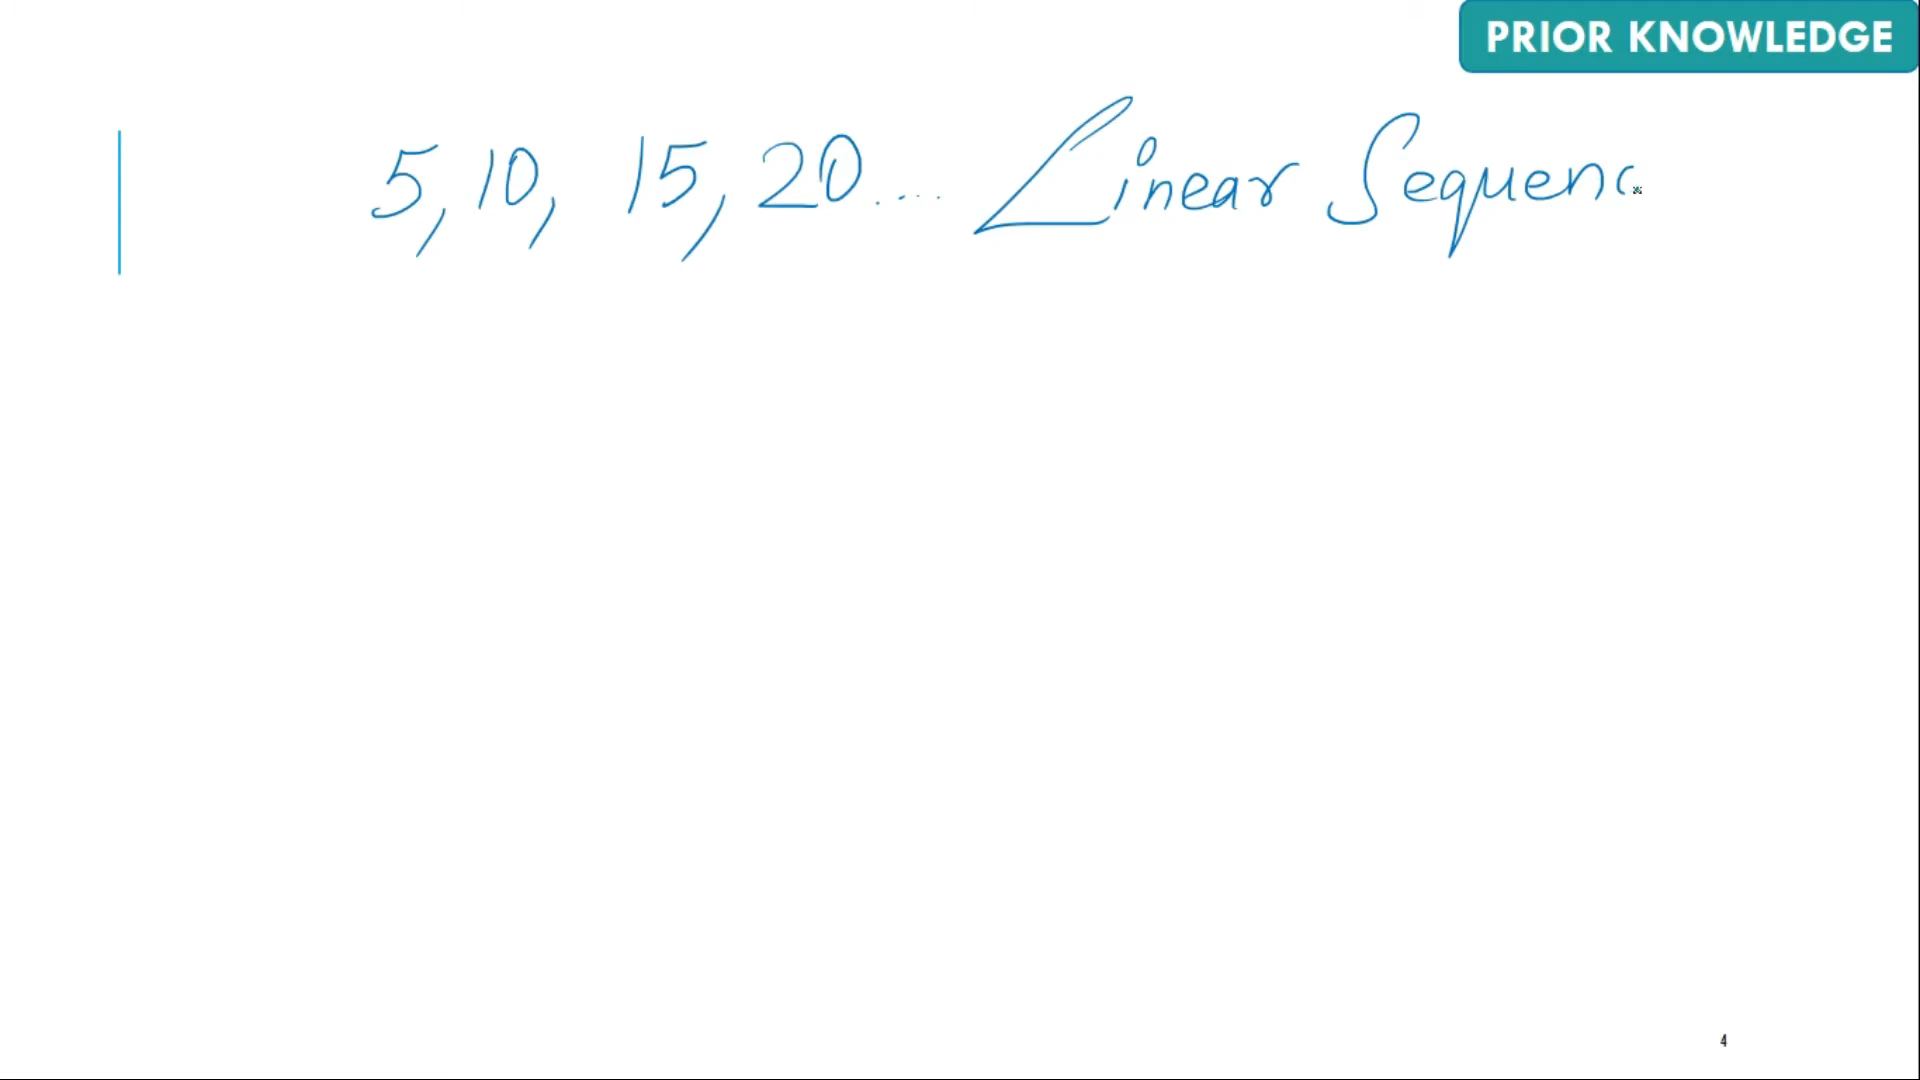 PRIOR KNOWLEDGE
5, 10, 15, 20.... Linear Sequenc
4